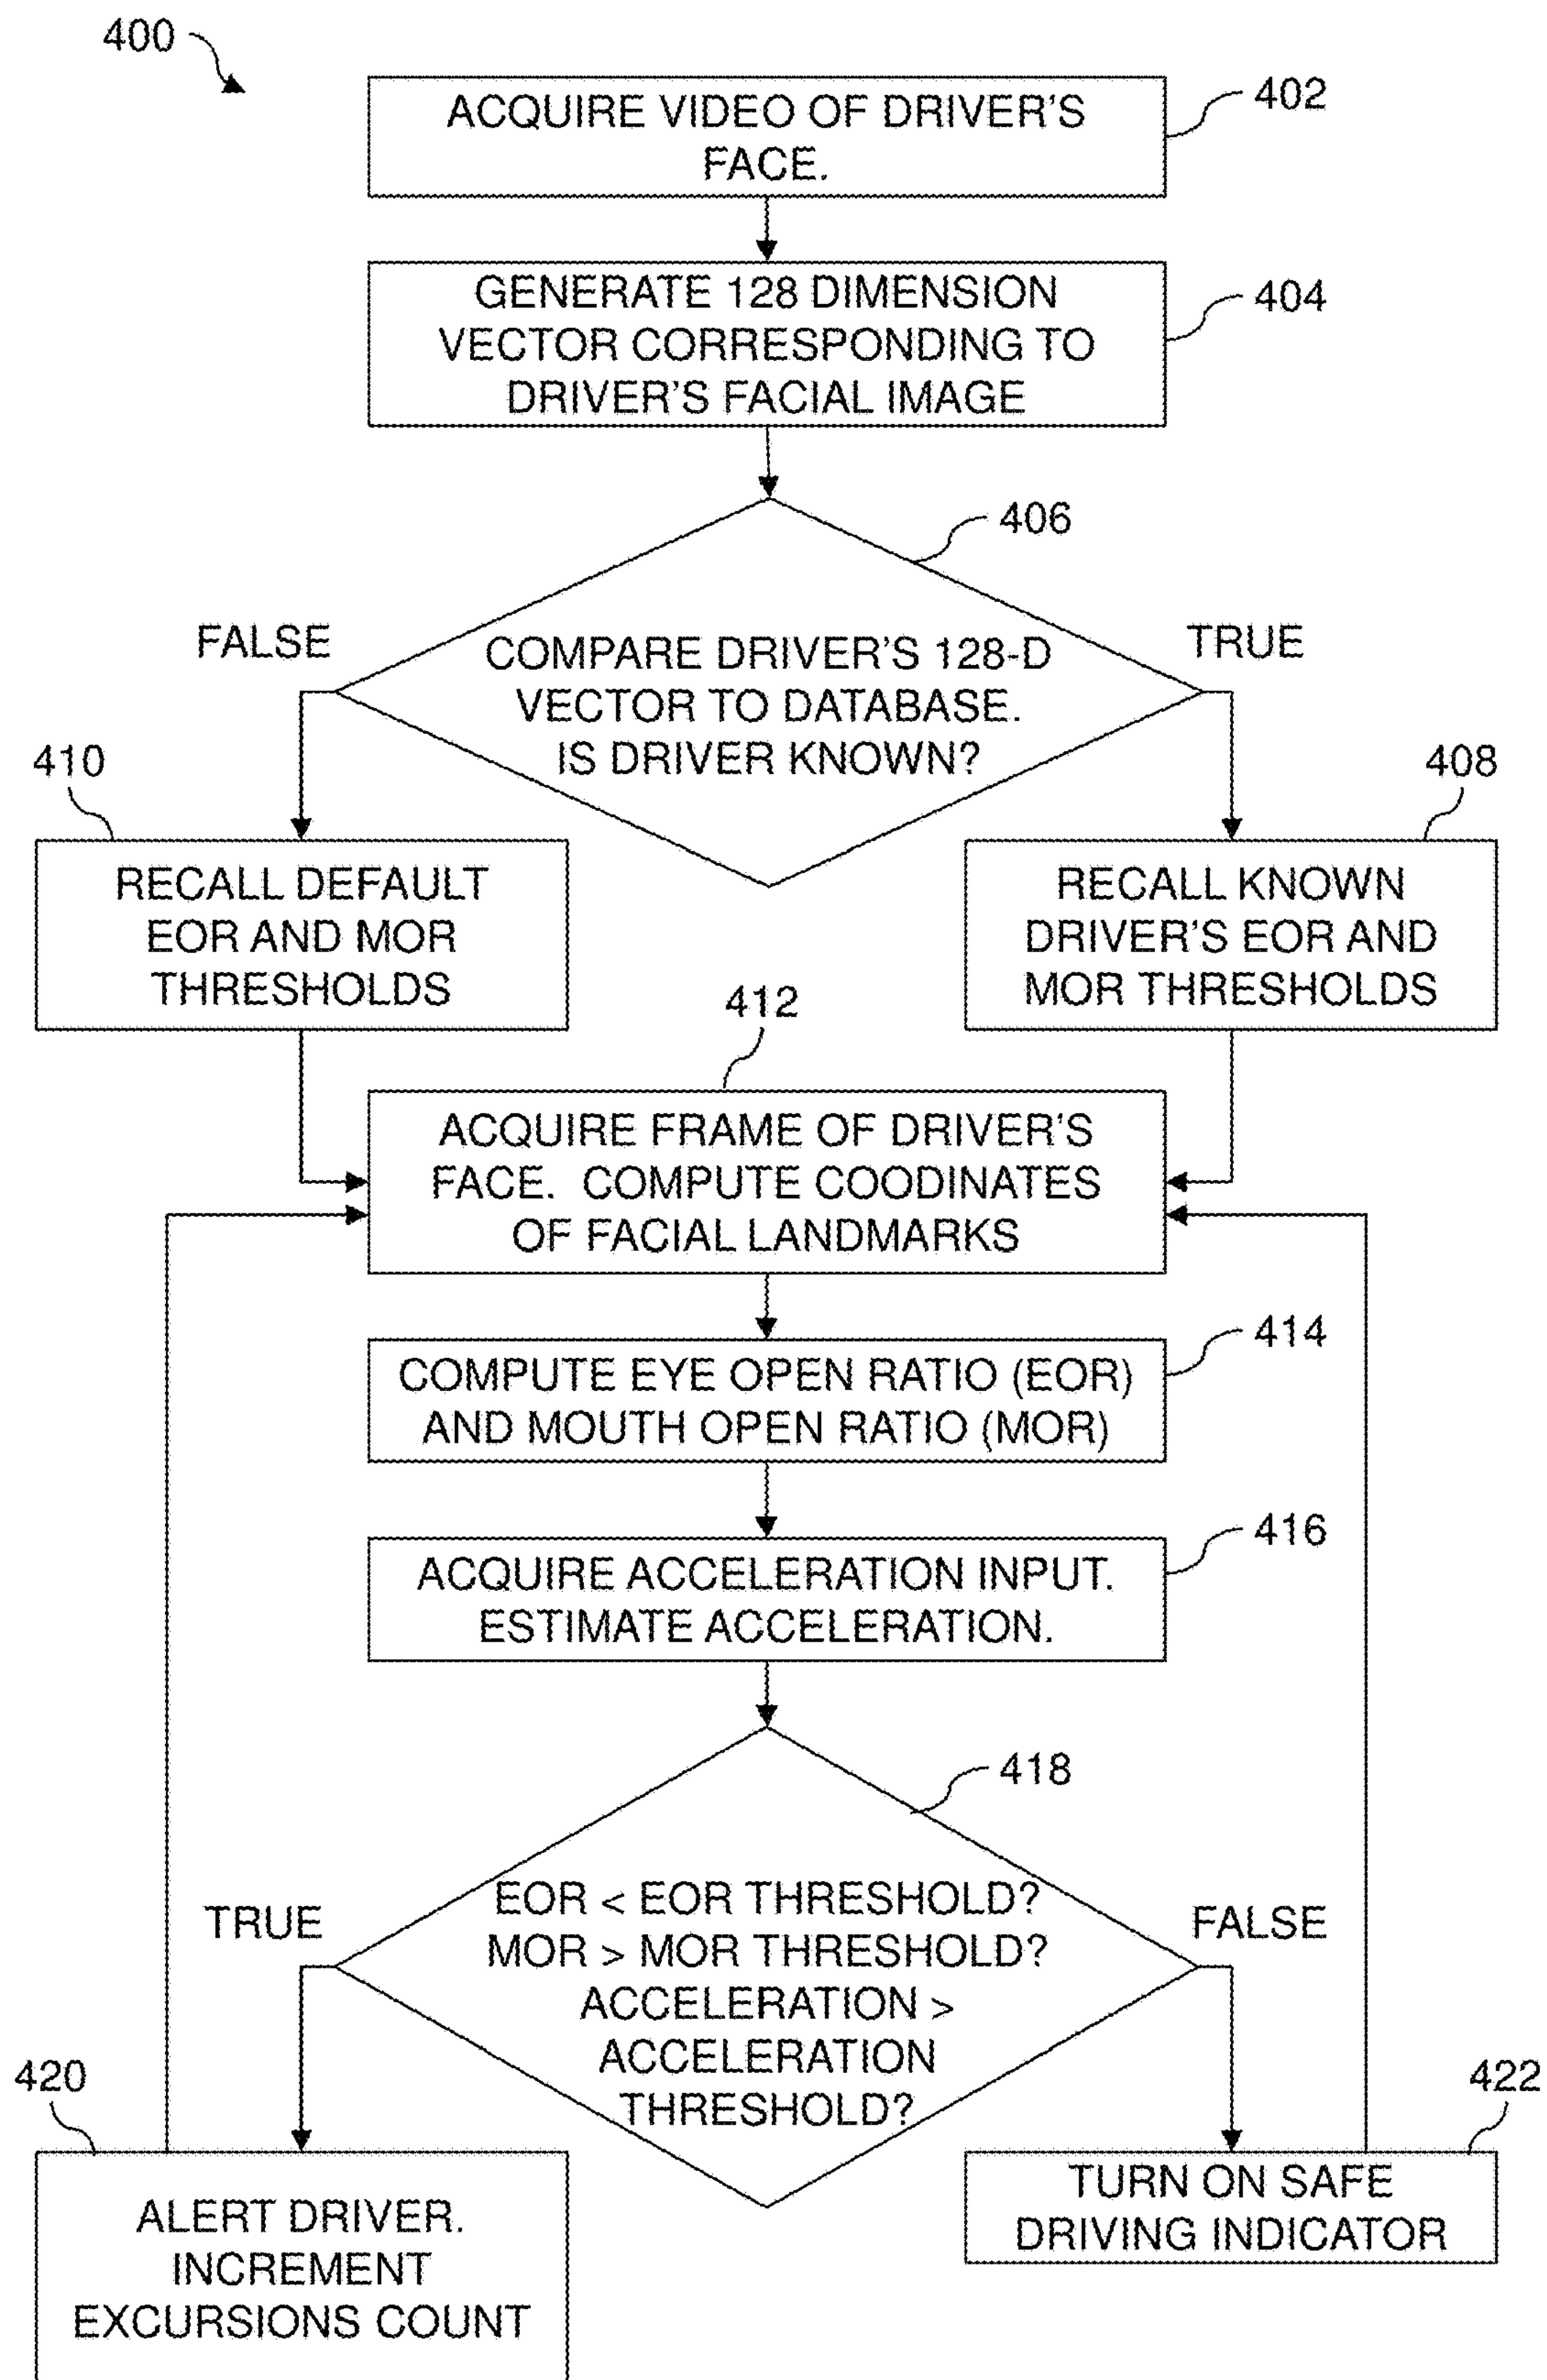 400
ACQUIRE VIDEO OF DRIVER'S
FACE.
402
GENERATE 128 DIMENSION
VECTOR CORRESPONDING TO
DRIVER'S FACIAL IMAGE
404
406
COMPARE DRIVER'S 128-D
VECTOR TO DATABASE.
IS DRIVER KNOWN?
FALSE
TRUE
410
RECALL DEFAULT
EOR AND MOR
THRESHOLDS
408
RECALL KNOWN
DRIVER'S EOR AND
MOR THRESHOLDS
412
ACQUIRE FRAME OF DRIVER'S
FACE. COMPUTE COODINATES
OF FACIAL LANDMARKS
414
COMPUTE EYE OPEN RATIO (EOR)
AND MOUTH OPEN RATIO (MOR)
416
ACQUIRE ACCELERATION INPUT.
ESTIMATE ACCELERATION.
418
EOR < EOR THRESHOLD?
MOR > MOR THRESHOLD?
ACCELERATION >
ACCELERATION
THRESHOLD?
TRUE
FALSE
420
ALERT DRIVER.
INCREMENT
EXCURSIONS COUNT
422
TURN ON SAFE
DRIVING INDICATOR